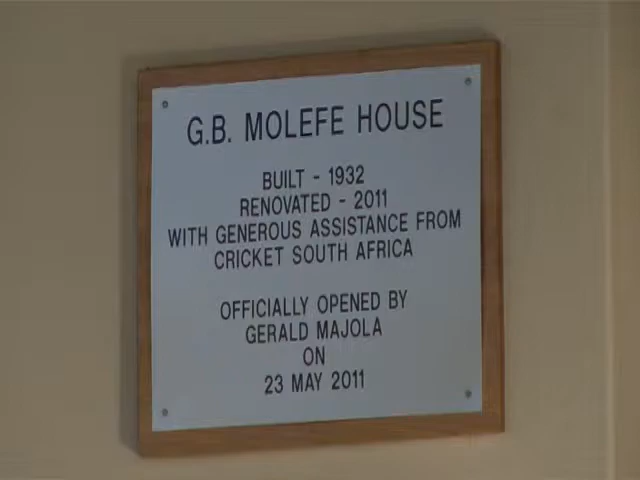 G.B. MOLEFE HOUSE
BUILT - 1932
RENOVATED - 2011
WITH GENEROUS ASSISTANCE FROM
CRICKET SOUTH AFRICA
OFFICIALLY OPENED BY
GERALD MAJOLA
ON
23 MAY 2011